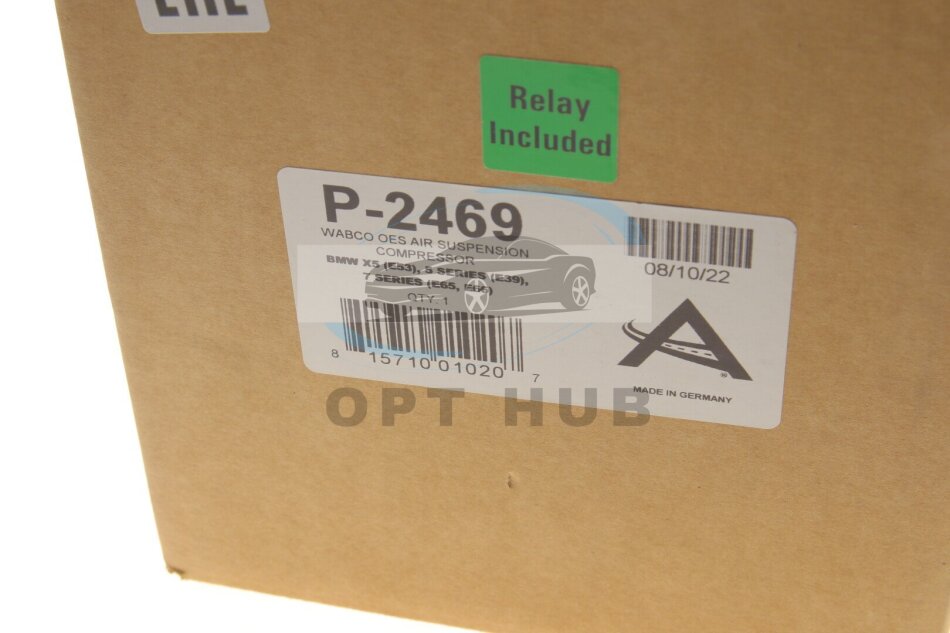 EAC
Relay
Included
P-2469
WABCO OES AIR SUSPENSION
COMPRESSOR
BMW X5 (E53), 5 SERIES (E39),
7 SERIES (E65, E66)
QTY. 1
8 15710 01020 7
08/10/22
MADE IN GERMANY
OPT HUB